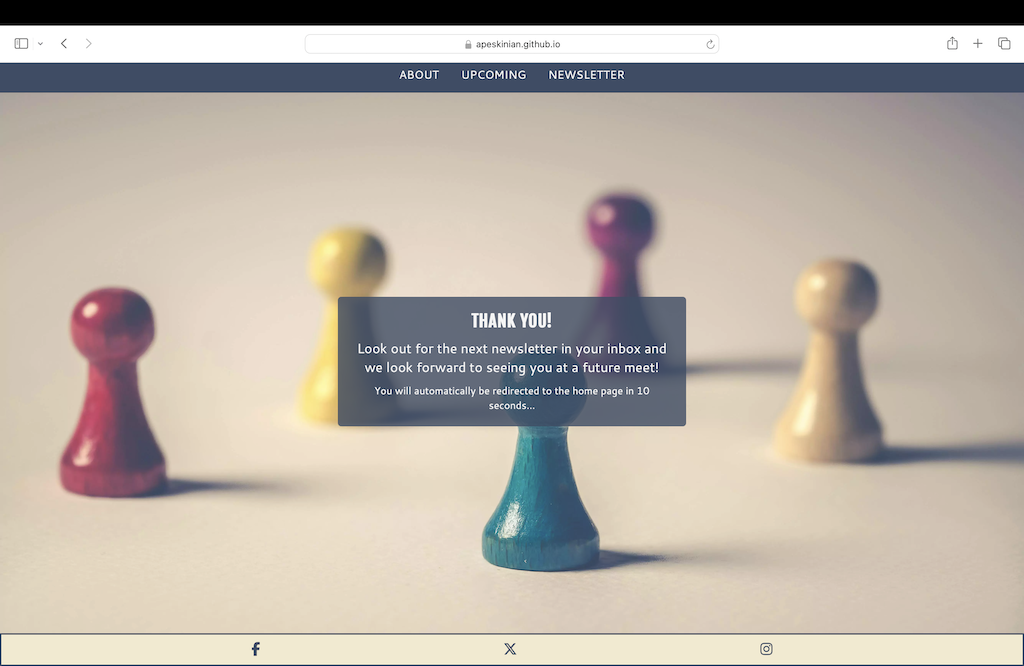 apeskinian.github.io
ABOUT UPCOMING NEWSLETTER
THANK YOU!
Look out for the next newsletter in your inbox and
we look forward to seeing you at a future meet!
You will automatically be redirected to the home page in 10
seconds...